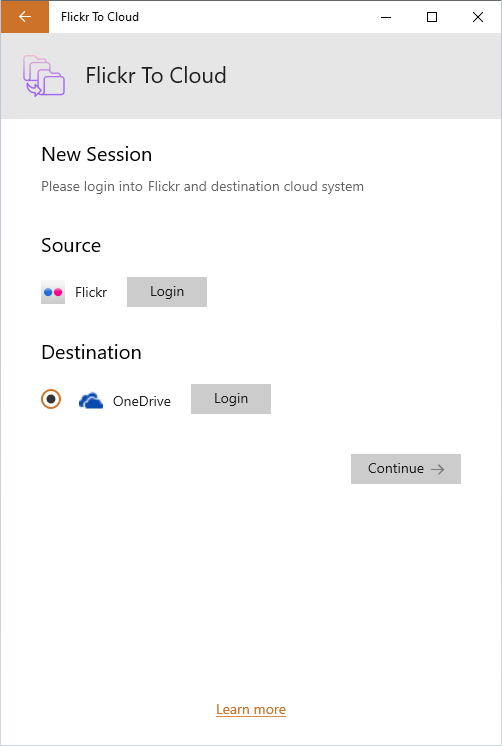 Flickr To Cloud
Flickr To Cloud
New Session
Please login into Flickr and destination cloud system
Source
Flickr Login
Destination
OneDrive Login
Continue
Learn more